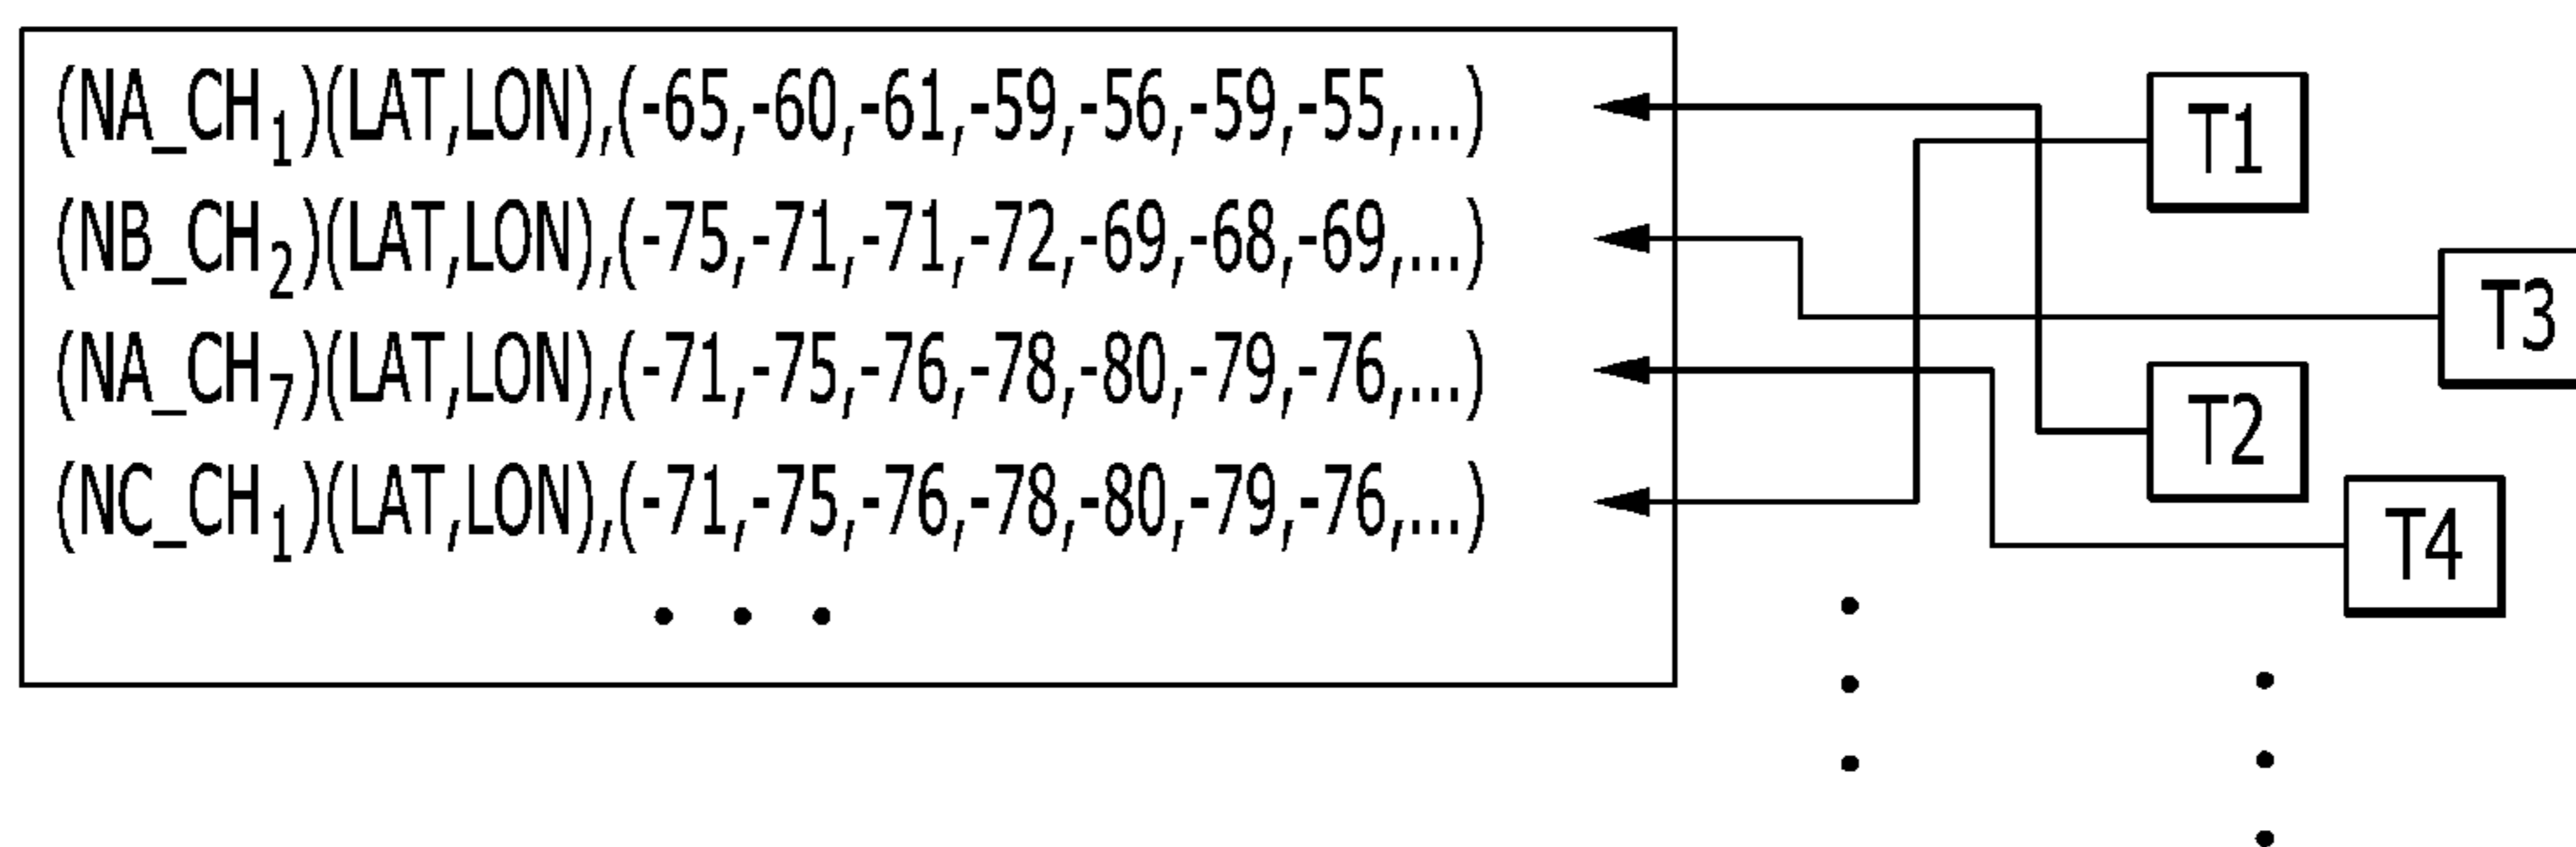 (NA_CH₁)(LAT,LON),(-65,-60,-61,-59,-56,-59,-55,...)
(NB_CH₂)(LAT,LON),(-75,-71,-71,-72,-69,-68,-69,...)
(NA_CH₇)(LAT,LON),(-71,-75,-76,-78,-80,-79,-76,...)
(NC_CH₁)(LAT,LON),(-71,-75,-76,-78,-80,-79,-76,...)
T1
T3
T2
T4